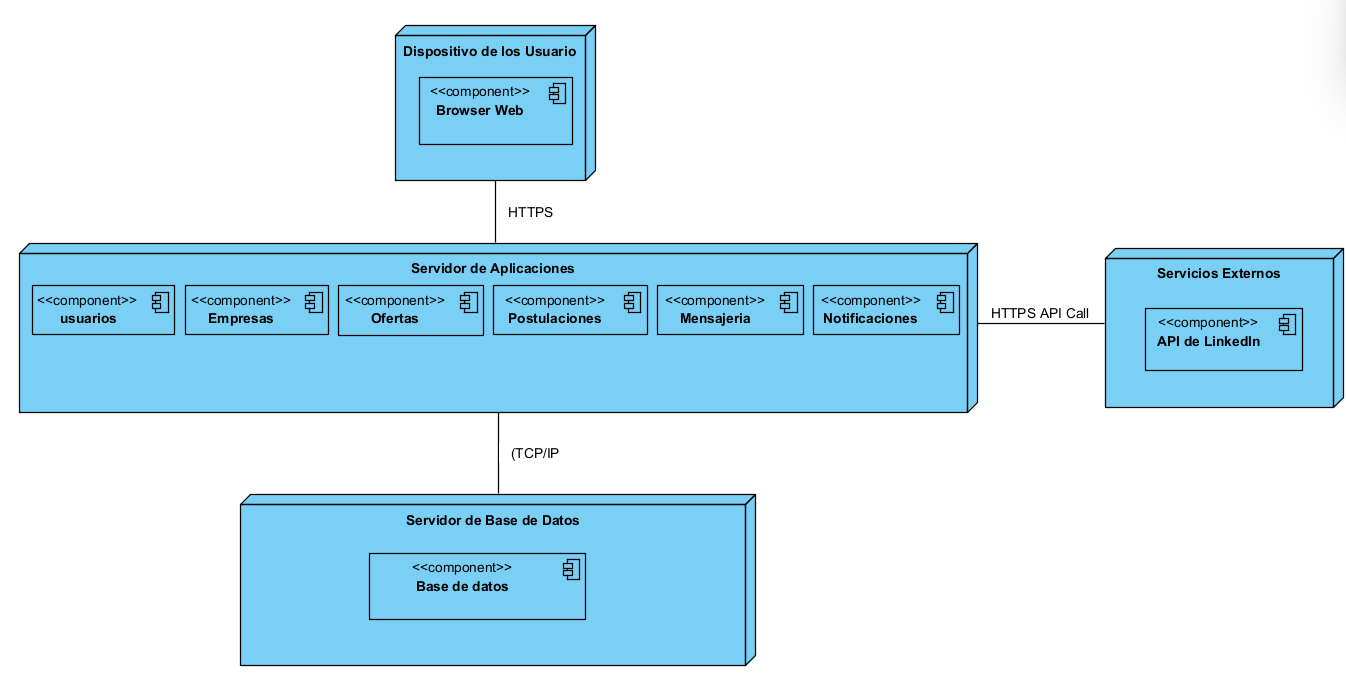 Dispositivo de los Usuario
<<component>>
Browser Web
HTTPS
Servidor de Aplicaciones
<<component>>
usuarios
<<component>>
Empresas
<<component>>
Ofertas
<<component>>
Postulaciones
<<component>>
Mensajeria
<<component>>
Notificaciones
HTTPS API Call
Servicios Externos
<<component>>
API de LinkedIn
(TCP/IP
Servidor de Base de Datos
<<component>>
Base de datos